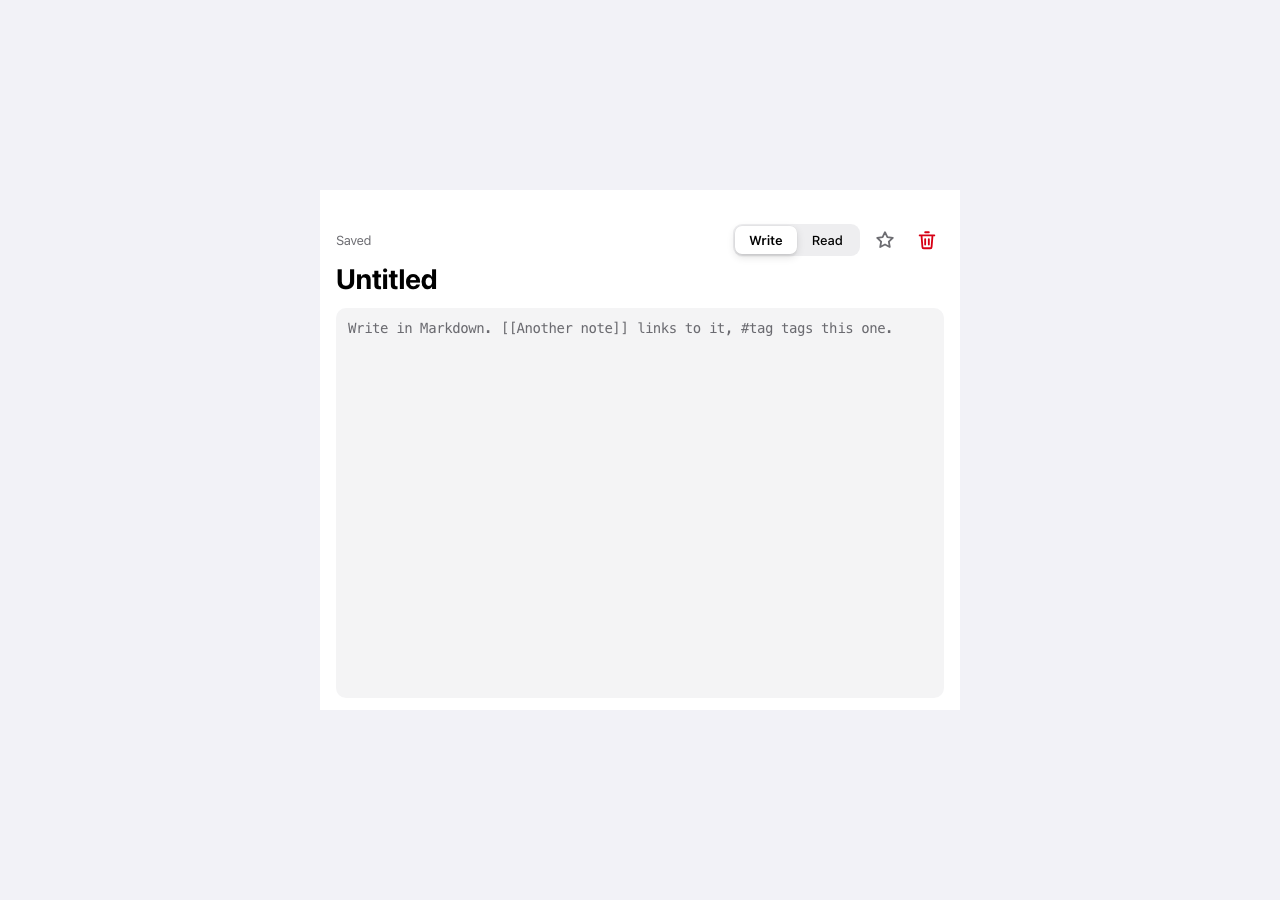 Saved
Write
Read
Untitled
Write in Markdown. [[Another note]] links to it, #tag tags this one.